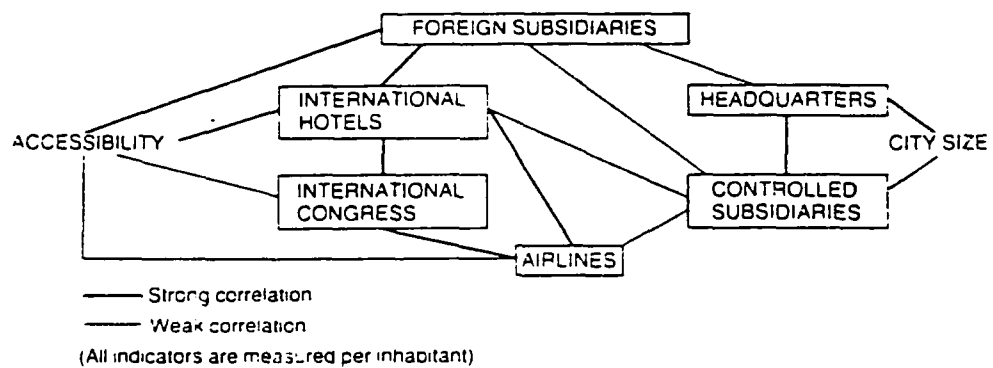 FOREIGN SUBSIDIARIES
INTERNATIONAL
HOTELS
HEADQUARTERS
ACCESSIBILITY
CITY SIZE
INTERNATIONAL
CONGRESS
CONTROLLED
SUBSIDIARIES
AIRLINES
Strong correlation
Weak correlation
(All indicators are measured per inhabitant)